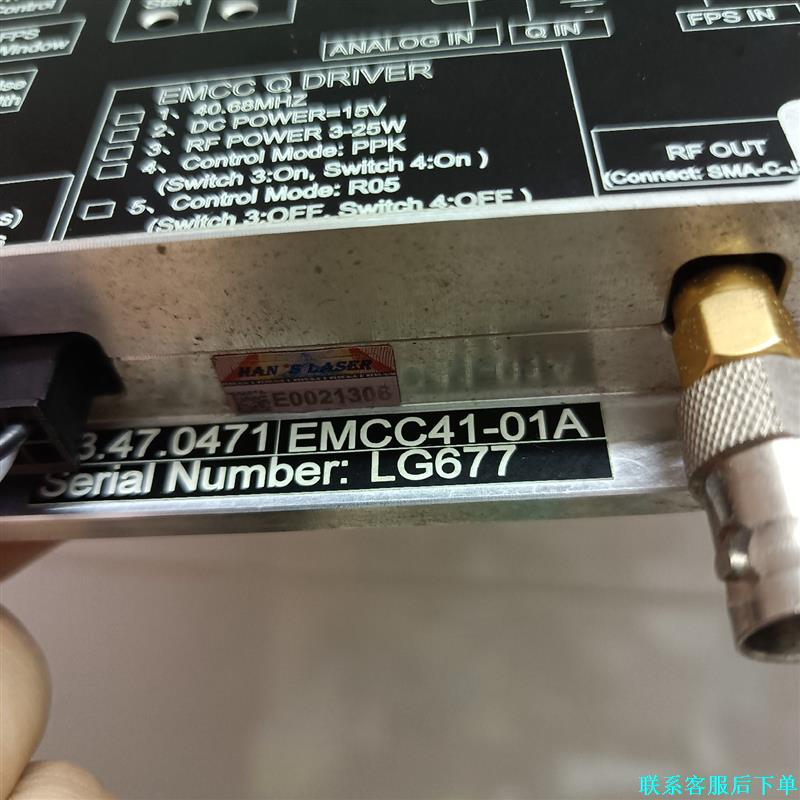 Control
FPS
Window
ANALOG IN
Q IN
FPS IN
EMCC Q DRIVER
1、40.68MHZ
2、DC POWER=15V
3、RF POWER 3-25W
4、Control Mode: PPK
(Switch 3:On, Switch 4:On )
5、Control Mode: R05
(Switch 3:OFF, Switch 4:OFF )
RF OUT
(Connect: SMA-C-J
HAN'S LASER
E0021306
3.47.0471 EMCC41-01A
Serial Number: LG677
联系客服后下单